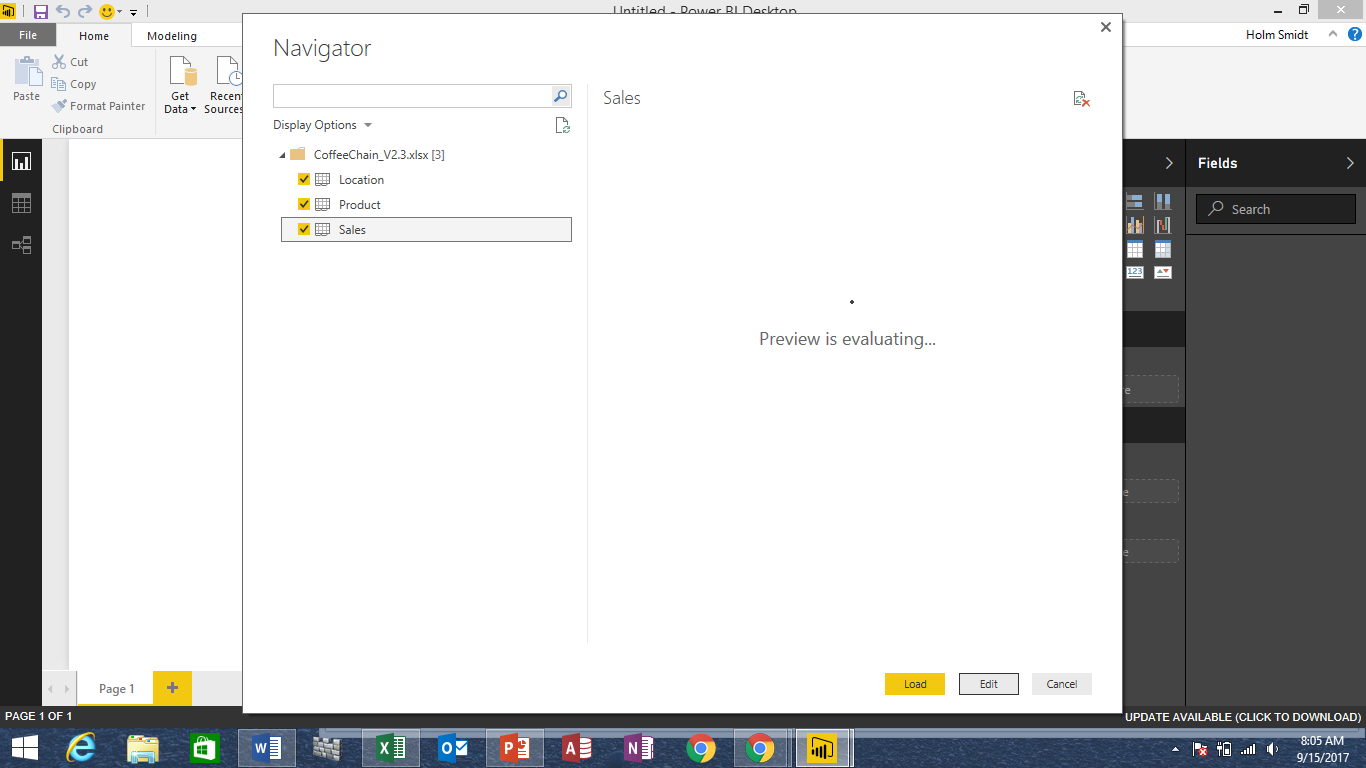 Untitled - Power BI Desktop
File
Home
Modeling
Holm Smidt
Paste
Cut
Copy
Format Painter
Clipboard
Get Data
Recent Sources
Navigator
Display Options
CoffeeChain_V2.3.xlsx [3]
Location
Product
Sales
Sales
Preview is evaluating...
Load
Edit
Cancel
Fields
Search
123
Page 1
PAGE 1 OF 1
UPDATE AVAILABLE (CLICK TO DOWNLOAD)
8:05 AM
9/15/2017